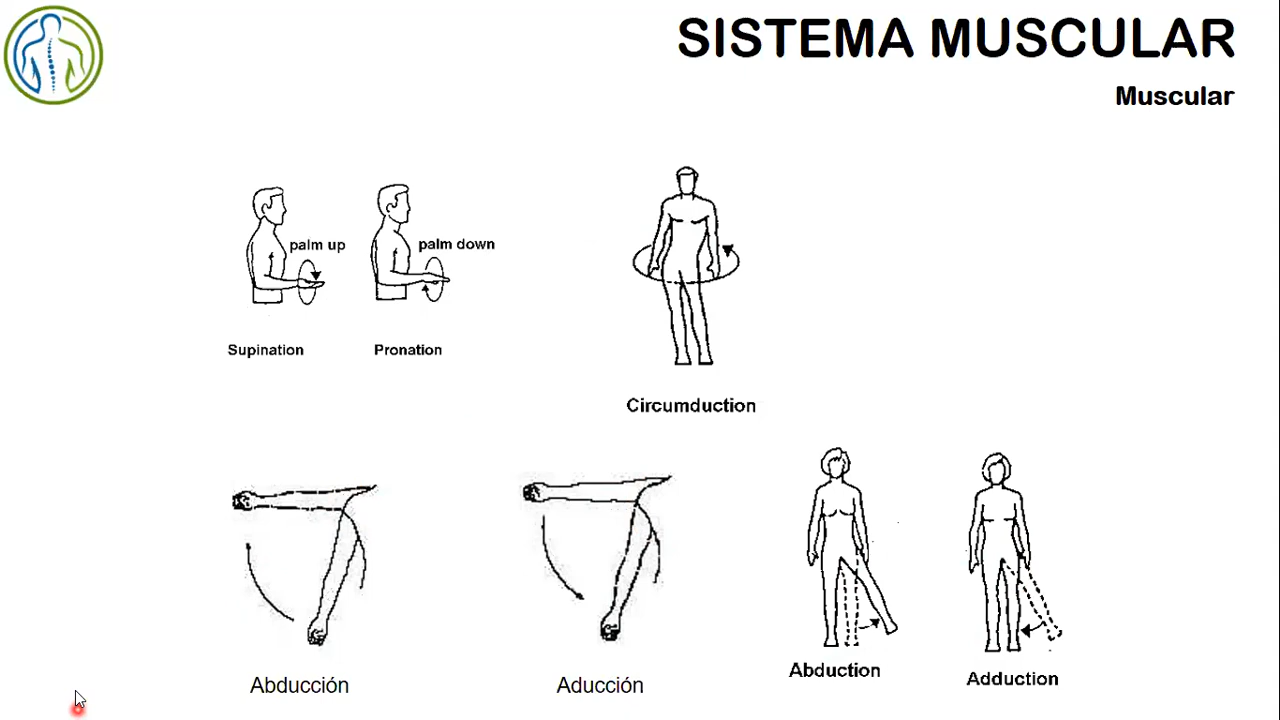 SISTEMA MUSCULAR
Muscular
palm up
palm down
Supination
Pronation
Circumduction
Abducción
Aducción
Abduction
Adduction